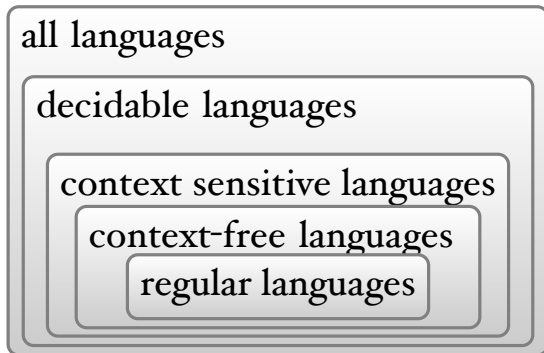 all languages
decidable languages
context sensitive languages
context-free languages
regular languages